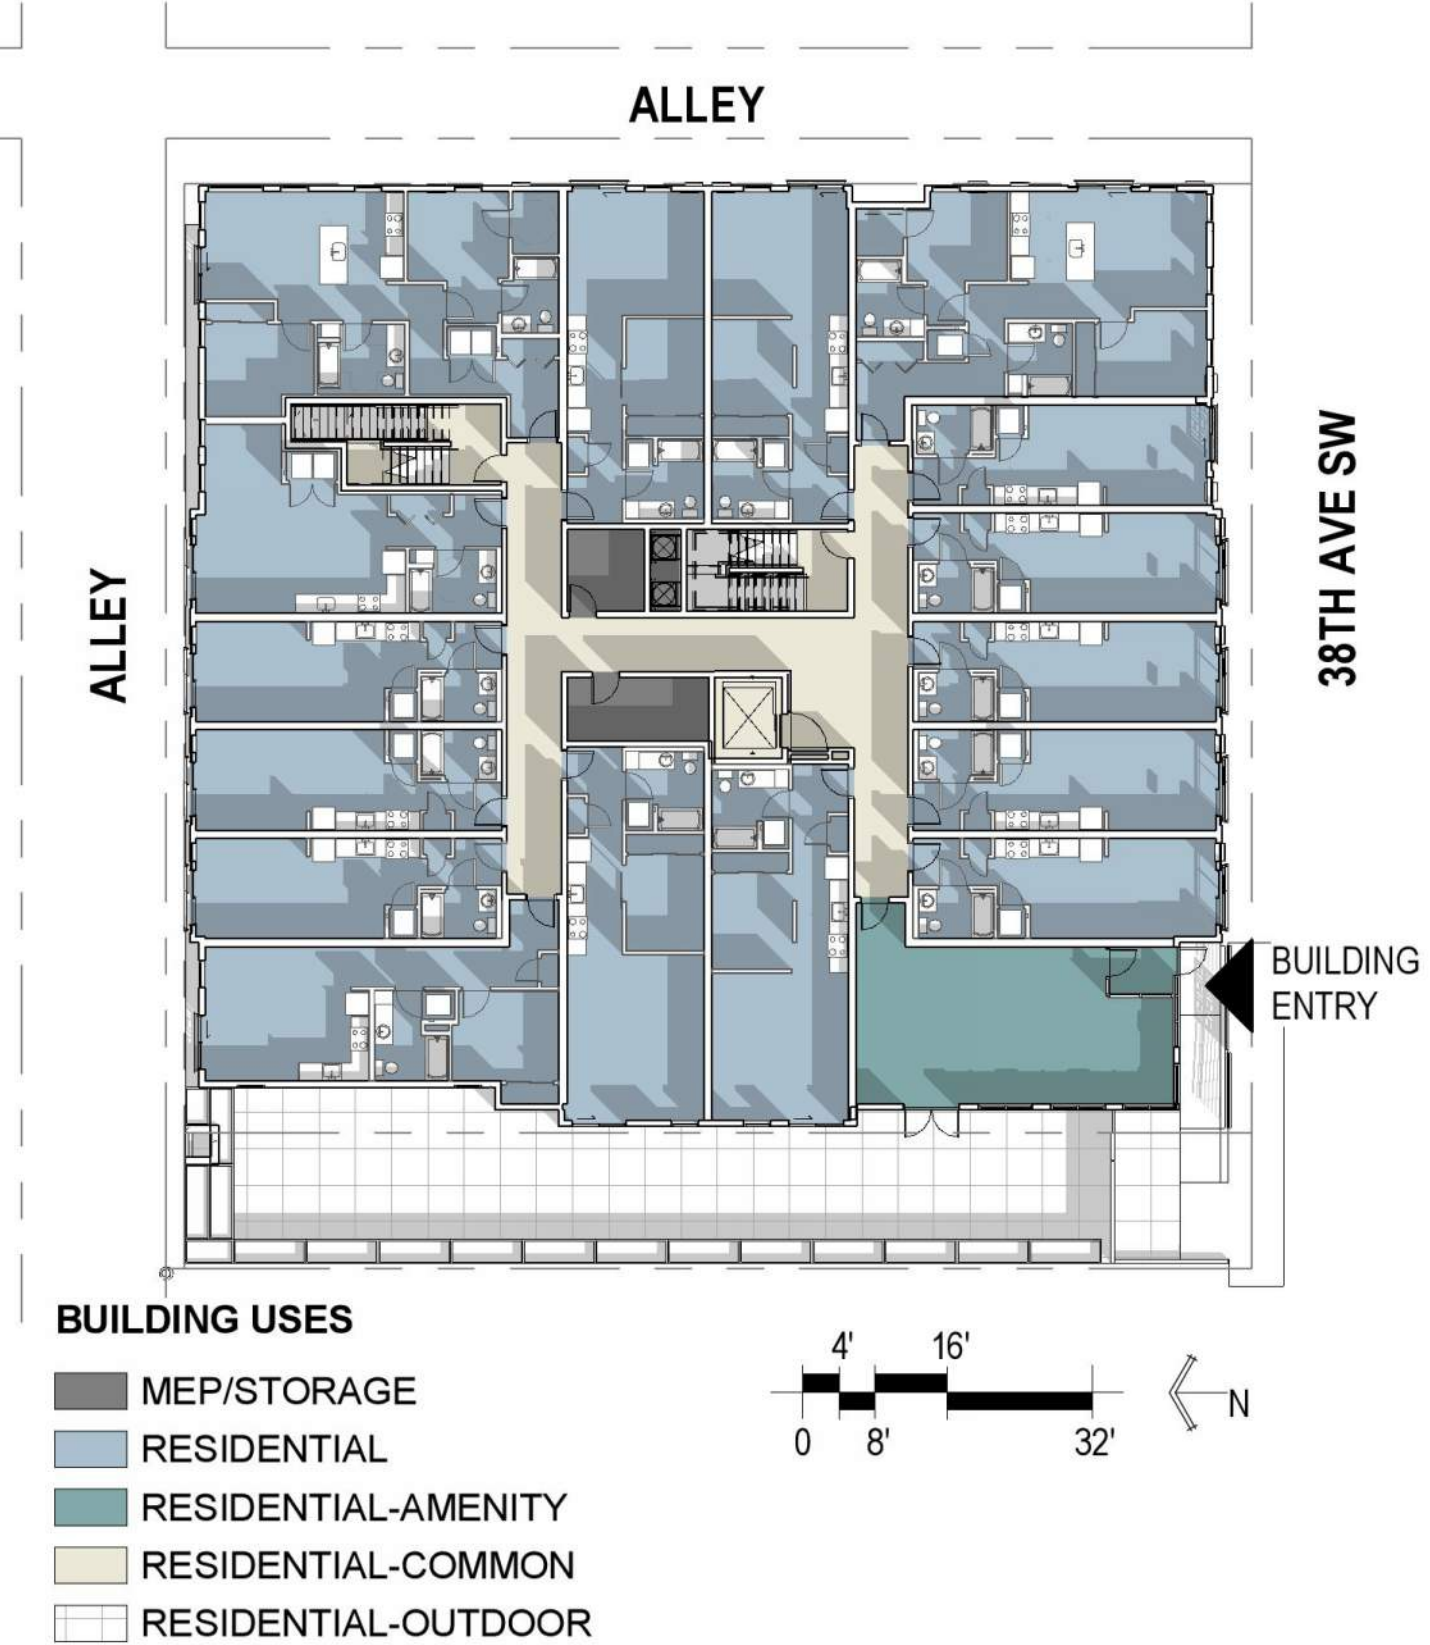 ALLEY
ALLEY
38TH AVE SW
BUILDING
ENTRY
BUILDING USES
MEP/STORAGE
RESIDENTIAL
RESIDENTIAL-AMENITY
RESIDENTIAL-COMMON
RESIDENTIAL-OUTDOOR
4' 16'
0 8' 32'
N